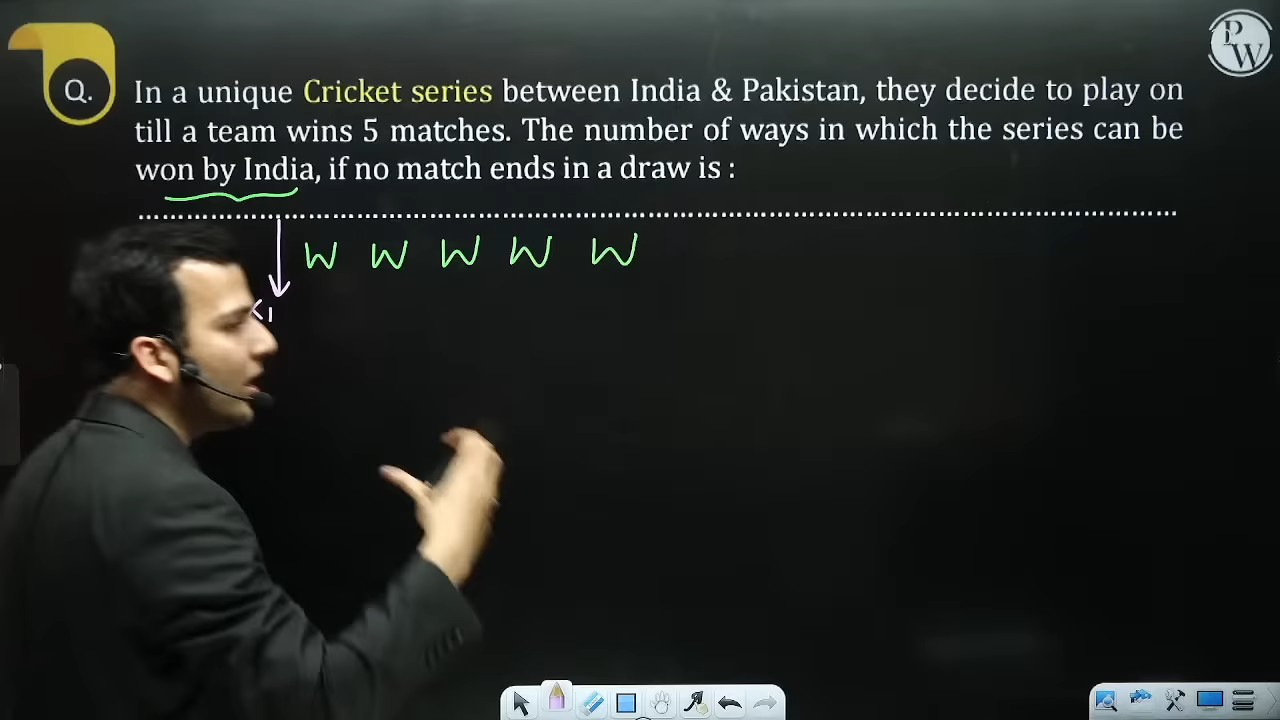 PW
Q.
In a unique Cricket series between India & Pakistan, they decide to play on
till a team wins 5 matches. The number of ways in which the series can be
won by India, if no match ends in a draw is :
W W W W W